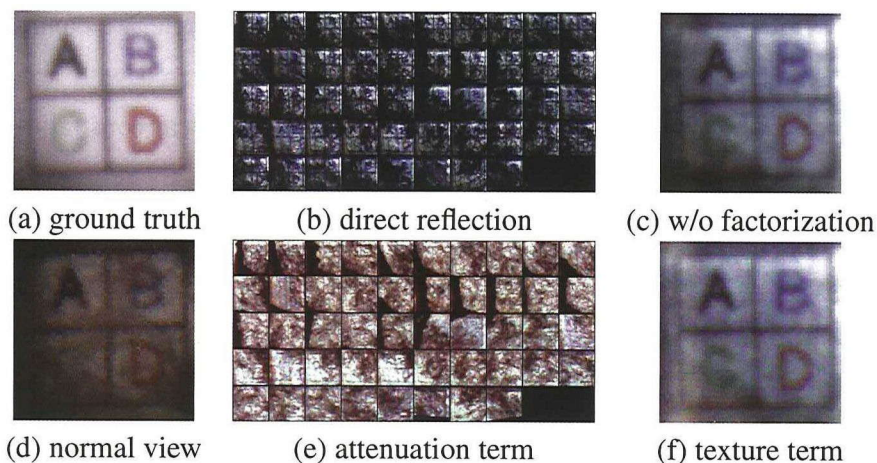 A B
C D
A B
C D
(a) ground truth (b) direct reflection (c) w/o factorization
A B
D
A B
C D
(d) normal view (e) attenuation term (f) texture term